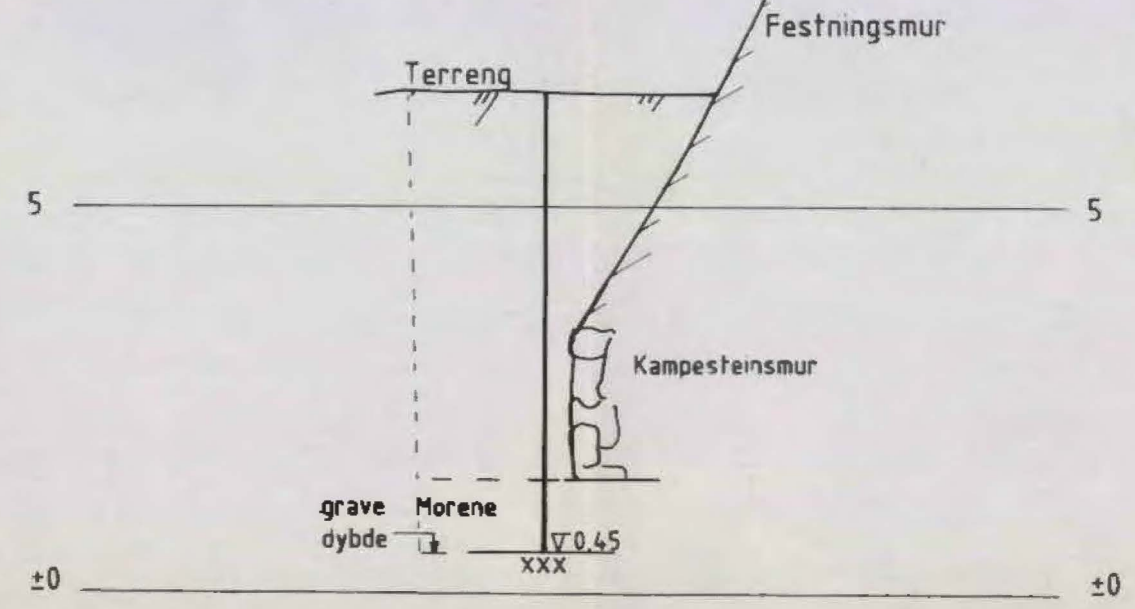 Festningsmur
Terreng
5
5
Kampesteinsmur
grave Morene
dybde
0.45
xxx
±0
±0